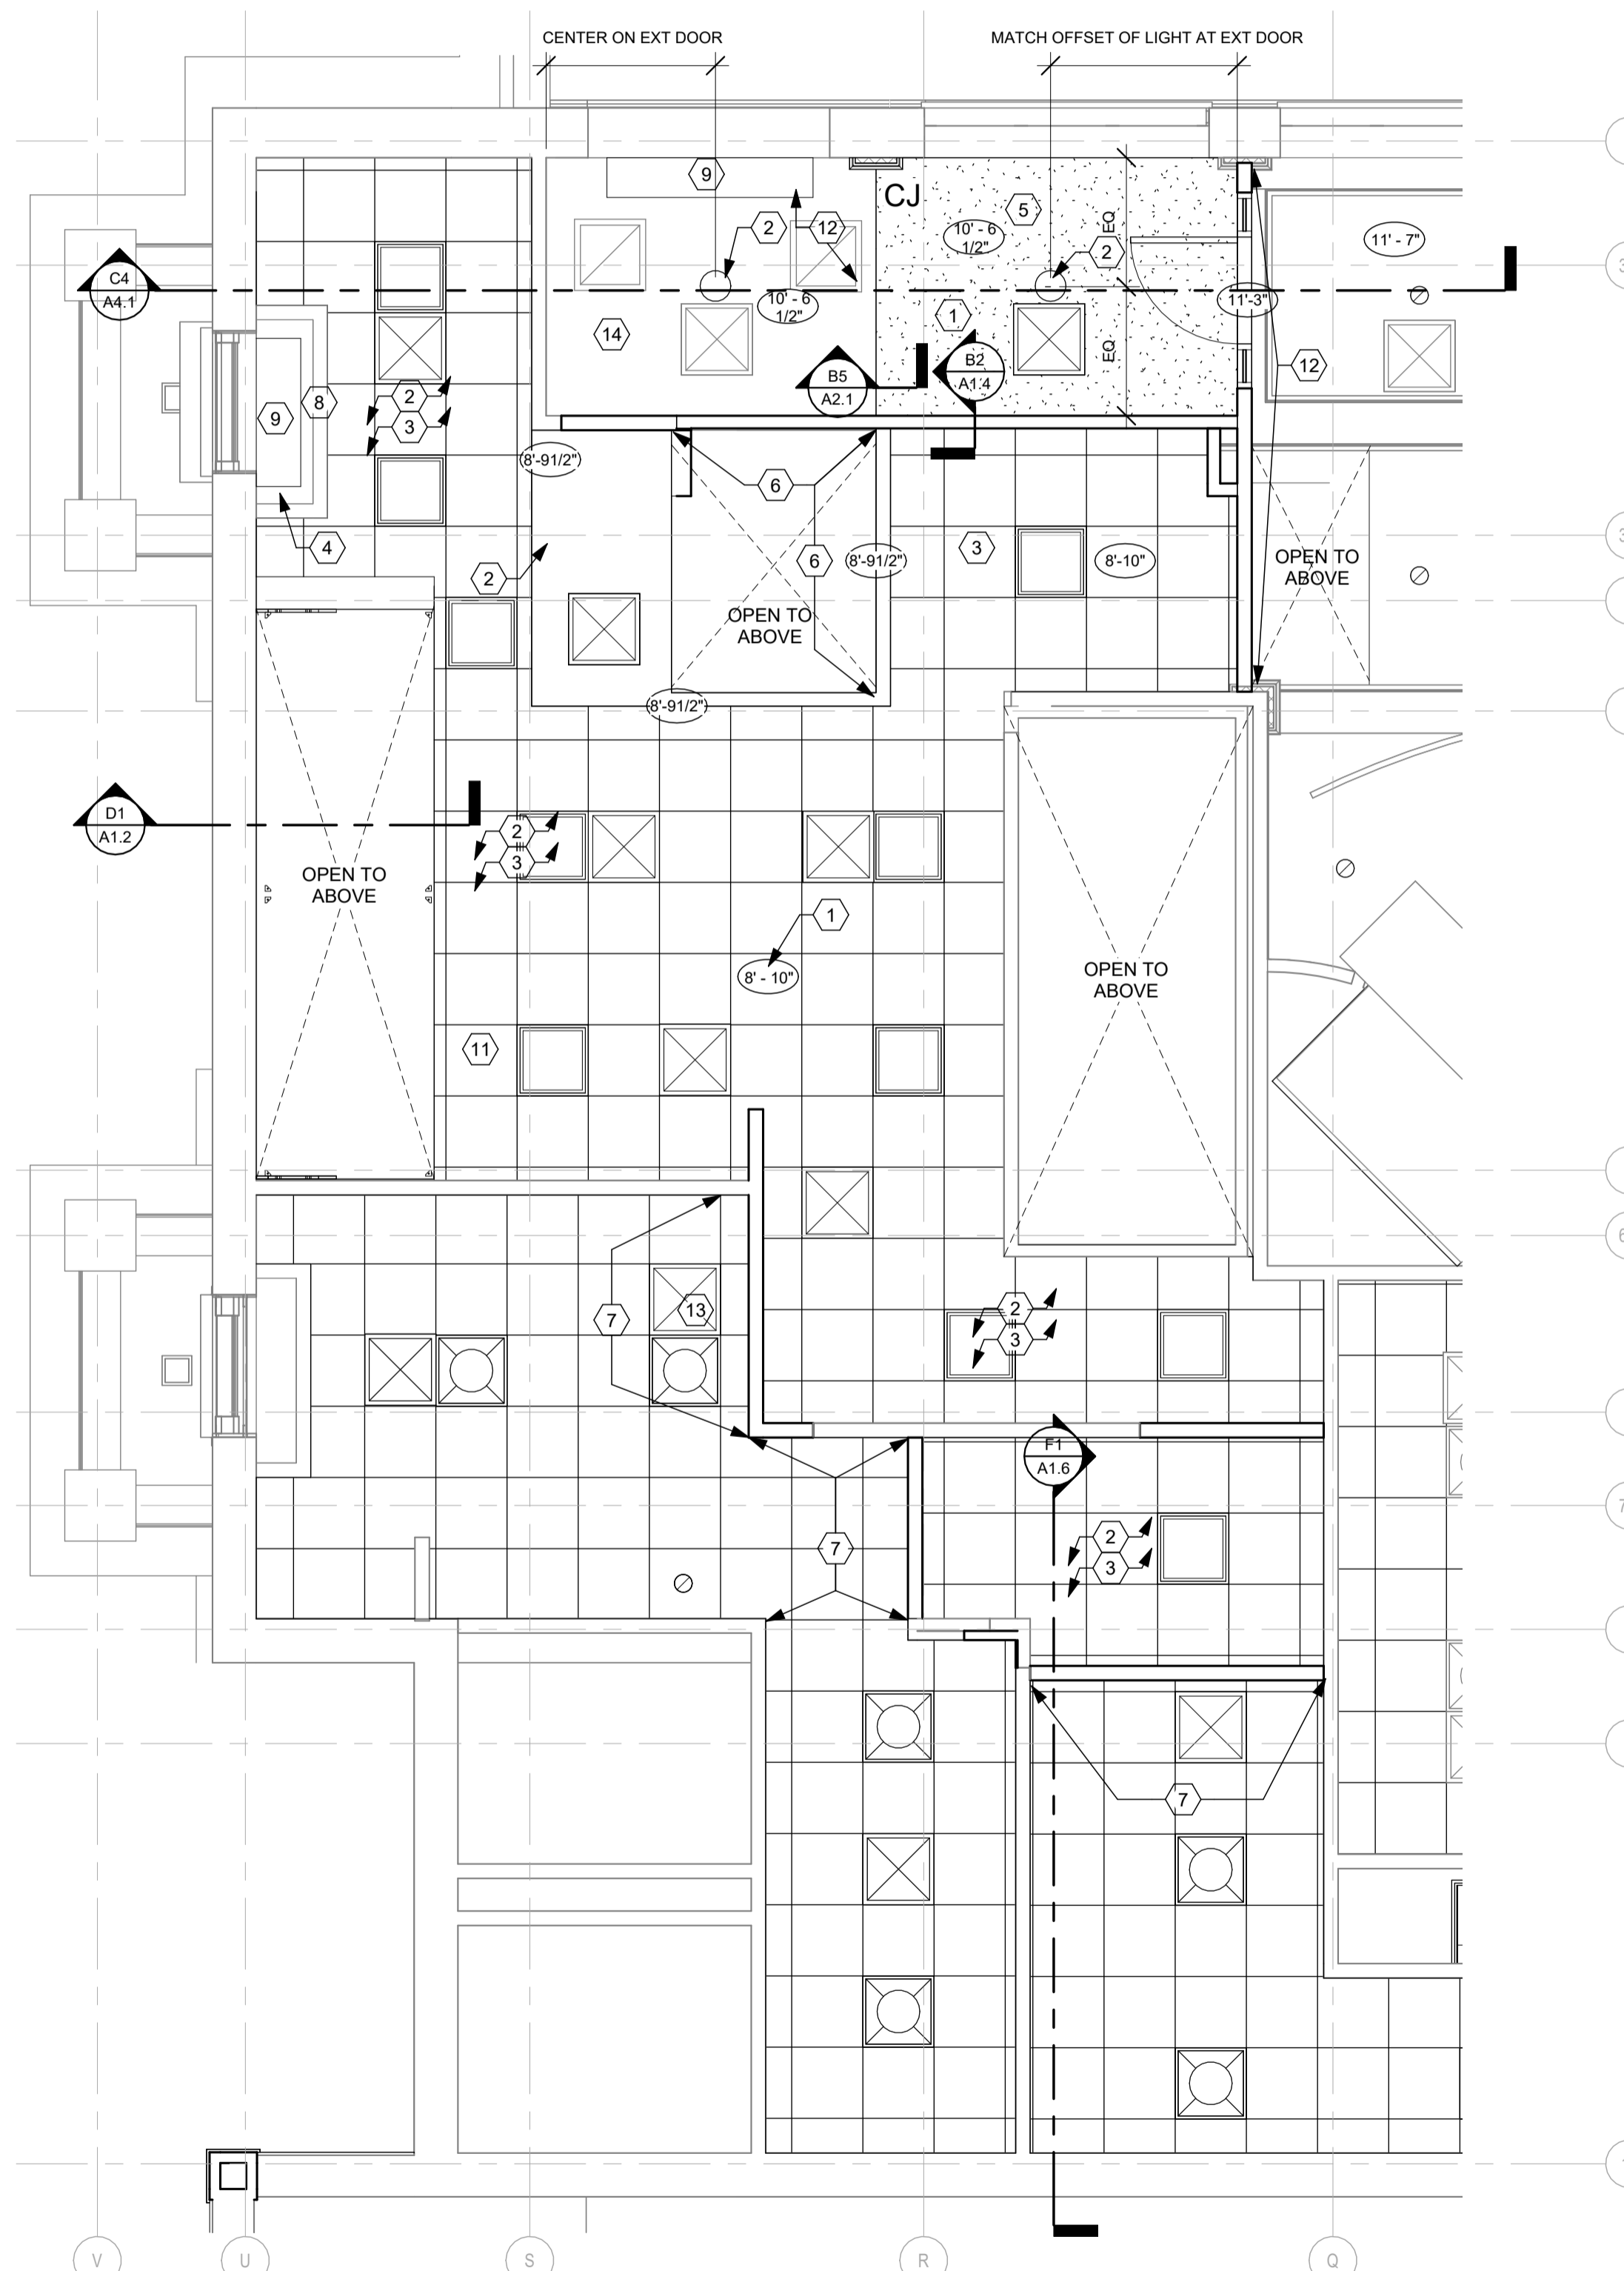 CENTER ON EXT DOOR
MATCH OFFSET OF LIGHT AT EXT DOOR
9
CJ
5
2
12
10' - 6
1/2"
EQ
2
11' - 7"
C4
A4.1
10' - 6
1/2"
11'-3"
14
1
EQ
B5
A2.1
B2
A1.4
12
8
9
2
3
8'-91/2"
6
4
2
6
8'-91/2"
3
8'-10"
OPEN TO
ABOVE
OPEN TO
ABOVE
8'-91/2"
D1
A1.2
2
3
OPEN TO
ABOVE
1
8' - 10"
OPEN TO
ABOVE
11
7
13
2
3
6
F1
A1.6
7
2
3
7
7
V
U
S
R
Q